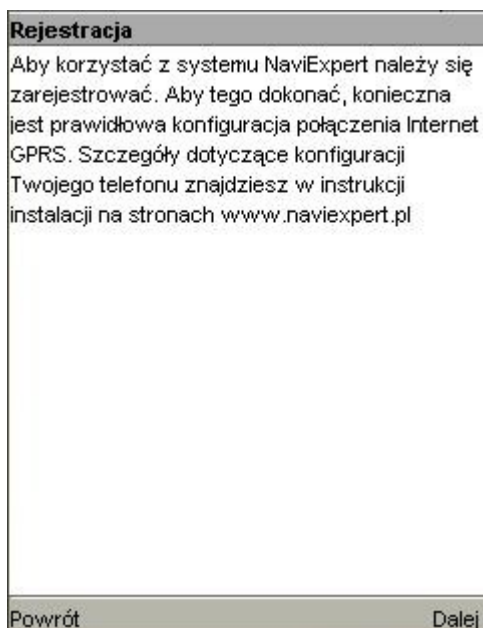 Rejestracja
Aby korzystać z systemu NaviExpert należy się
zarejestrować. Aby tego dokonać, konieczna
jest prawidłowa konfiguracja połączenia Internet
GPRS. Szczegóły dotyczące konfiguracji
Twojego telefonu znajdziesz w instrukcji
instalacji na stronach www.naviexpert.pl
Powrót Dalej